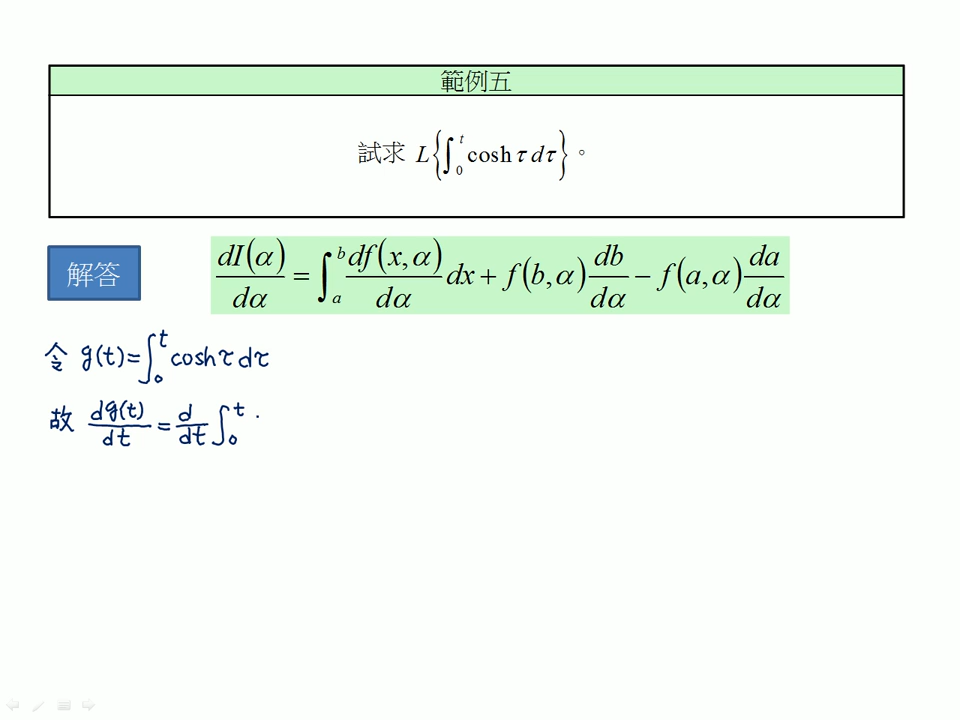 範例五
試求 L{∫₀ᵗ cosh τ dτ}。
解答
dI(α)/dα = ∫ₐᵇ df(x,α)/dα dx + f(b,α) db/dα − f(a,α) da/dα
令 g(t)=∫₀ᵗ cosh τ dτ
故 dg(t)/dt = d/dt ∫₀ᵗ